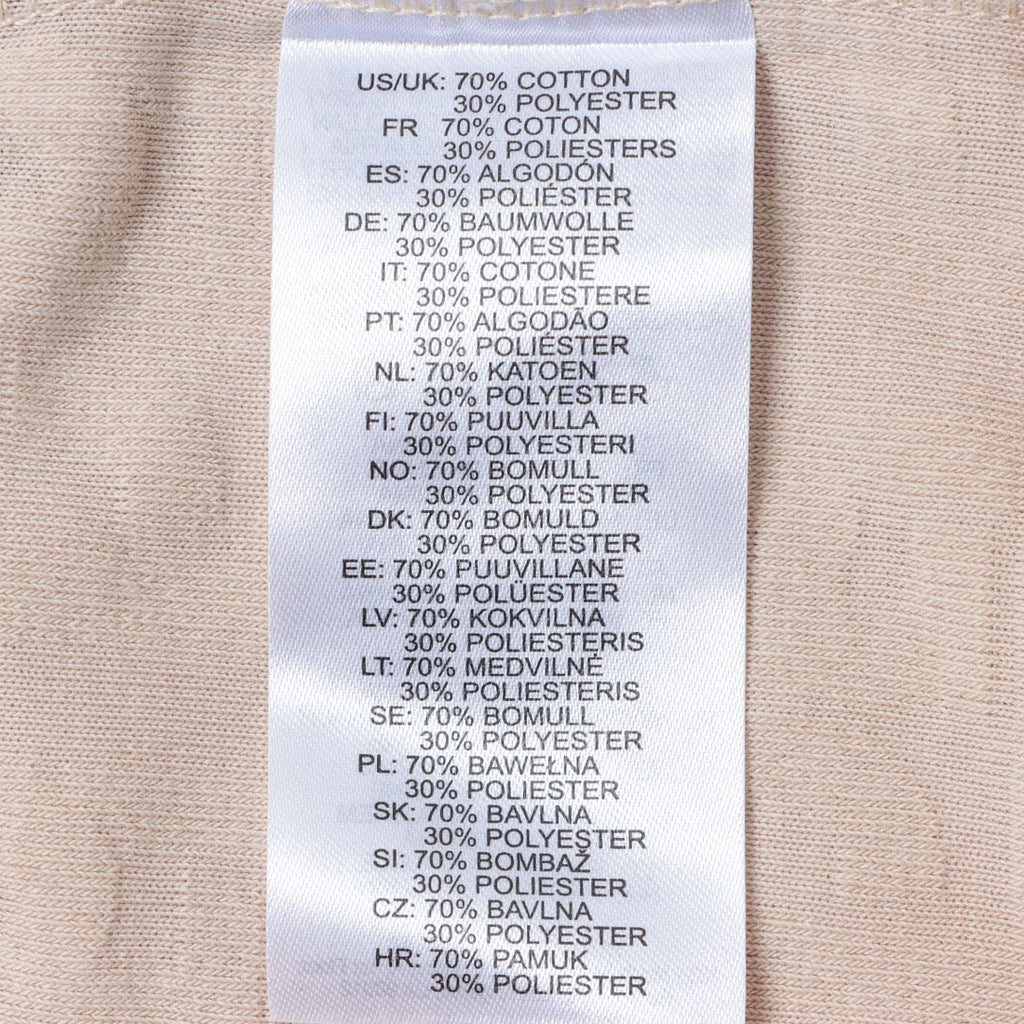 US/UK: 70% COTTON
30% POLYESTER
FR 70% COTON
30% POLIESTERS
ES: 70% ALGODÓN
30% POLIÉSTER
DE: 70% BAUMWOLLE
30% POLYESTER
IT: 70% COTONE
30% POLIESTERE
PT: 70% ALGODÃO
30% POLIÉSTER
NL: 70% KATOEN
30% POLYESTER
FI: 70% PUUVILLA
30% POLYESTERI
NO: 70% BOMULL
30% POLYESTER
DK: 70% BOMULD
30% POLYESTER
EE: 70% PUUVILLANE
30% POLÜESTER
LV: 70% KOKVILNA
30% POLIESTERIS
LT: 70% MEDVILNĖ
30% POLIESTERIS
SE: 70% BOMULL
30% POLYESTER
PL: 70% BAWEŁNA
30% POLIESTER
SK: 70% BAVLNA
30% POLYESTER
SI: 70% BOMBAŽ
30% POLIESTER
CZ: 70% BAVLNA
30% POLYESTER
HR: 70% PAMUK
30% POLIESTER